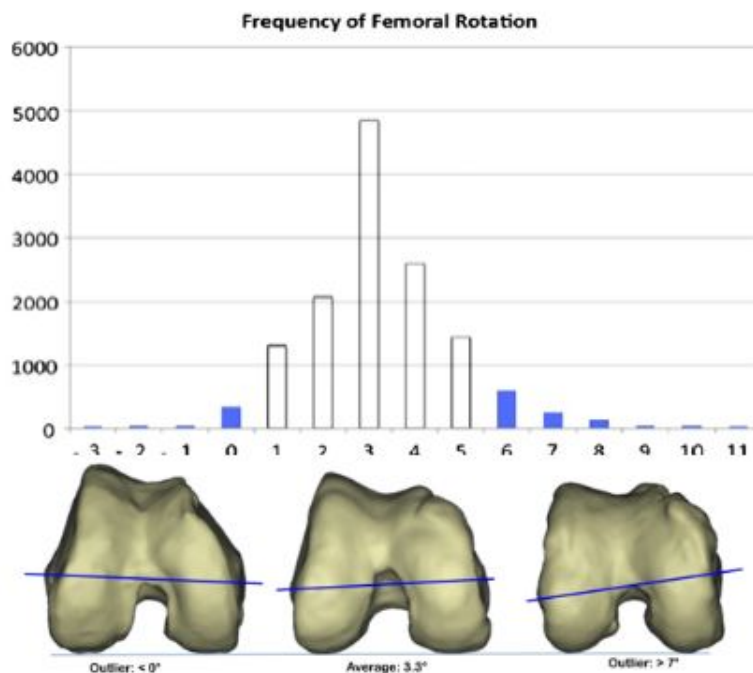 Frequency of Femoral Rotation
6000
5000
4000
3000
2000
1000
0
-3 -2 -1 0 1 2 3 4 5 6 7 8 9 10 11
Outlier: < 0°
Average: 3.3°
Outlier: > 7°